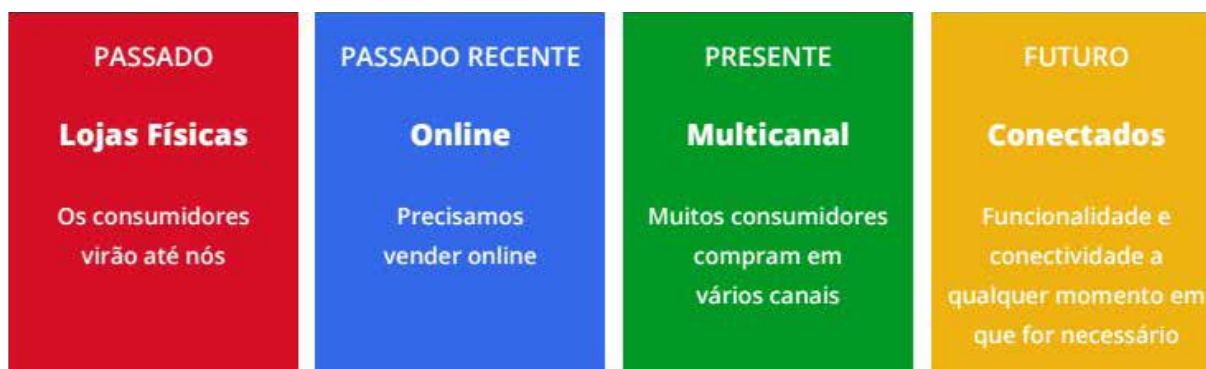 PASSADO
Lojas Físicas
Os consumidores
virão até nós
PASSADO RECENTE
Online
Precisamos
vender online
PRESENTE
Multicanal
Muitos consumidores
compram em
vários canais
FUTURO
Conectados
Funcionalidade e
conectividade a
qualquer momento em
que for necessário